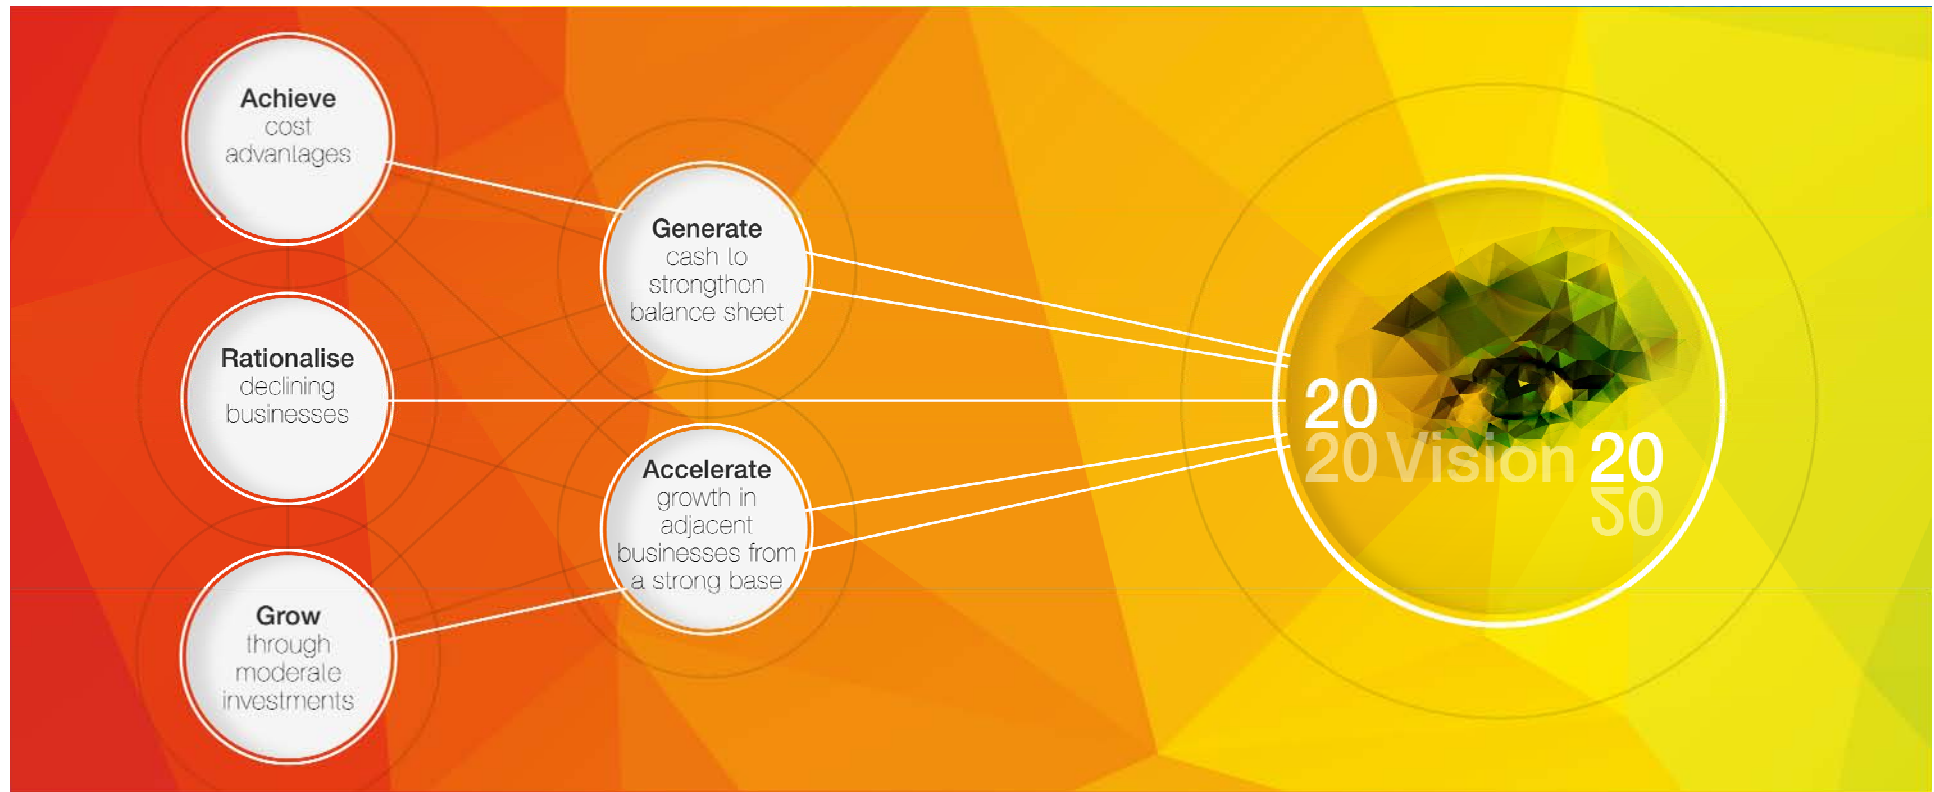 Achieve
cost
advantages
Rationalise
declining
businesses
Grow
through
moderate
investments
Generate
cash to
strengthen
balance sheet
Accelerate
growth in
adjacent
businesses from
a strong base
20
20 Vision 20
20